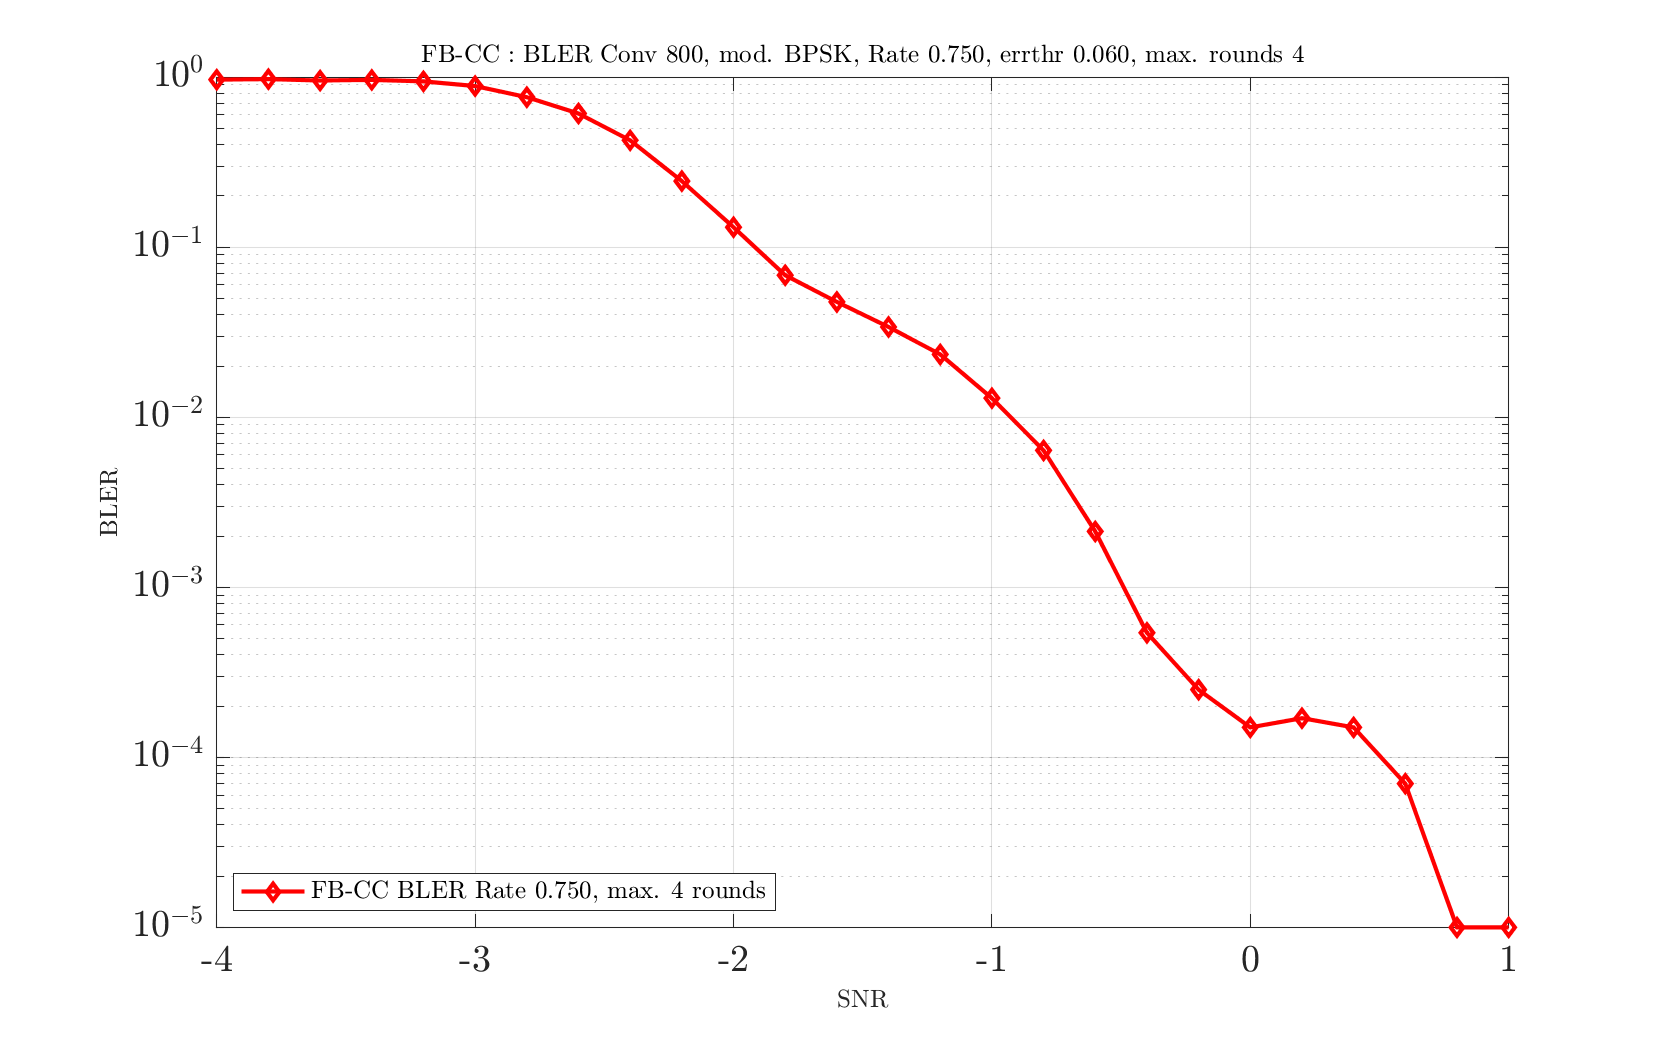 FB-CC : BLER Conv 800, mod. BPSK, Rate 0.750, errthr 0.060, max. rounds 4
10⁰
10⁻¹
10⁻²
10⁻³
10⁻⁴
10⁻⁵
BLER
FB-CC BLER Rate 0.750, max. 4 rounds
-4 -3 -2 -1 0 1
SNR